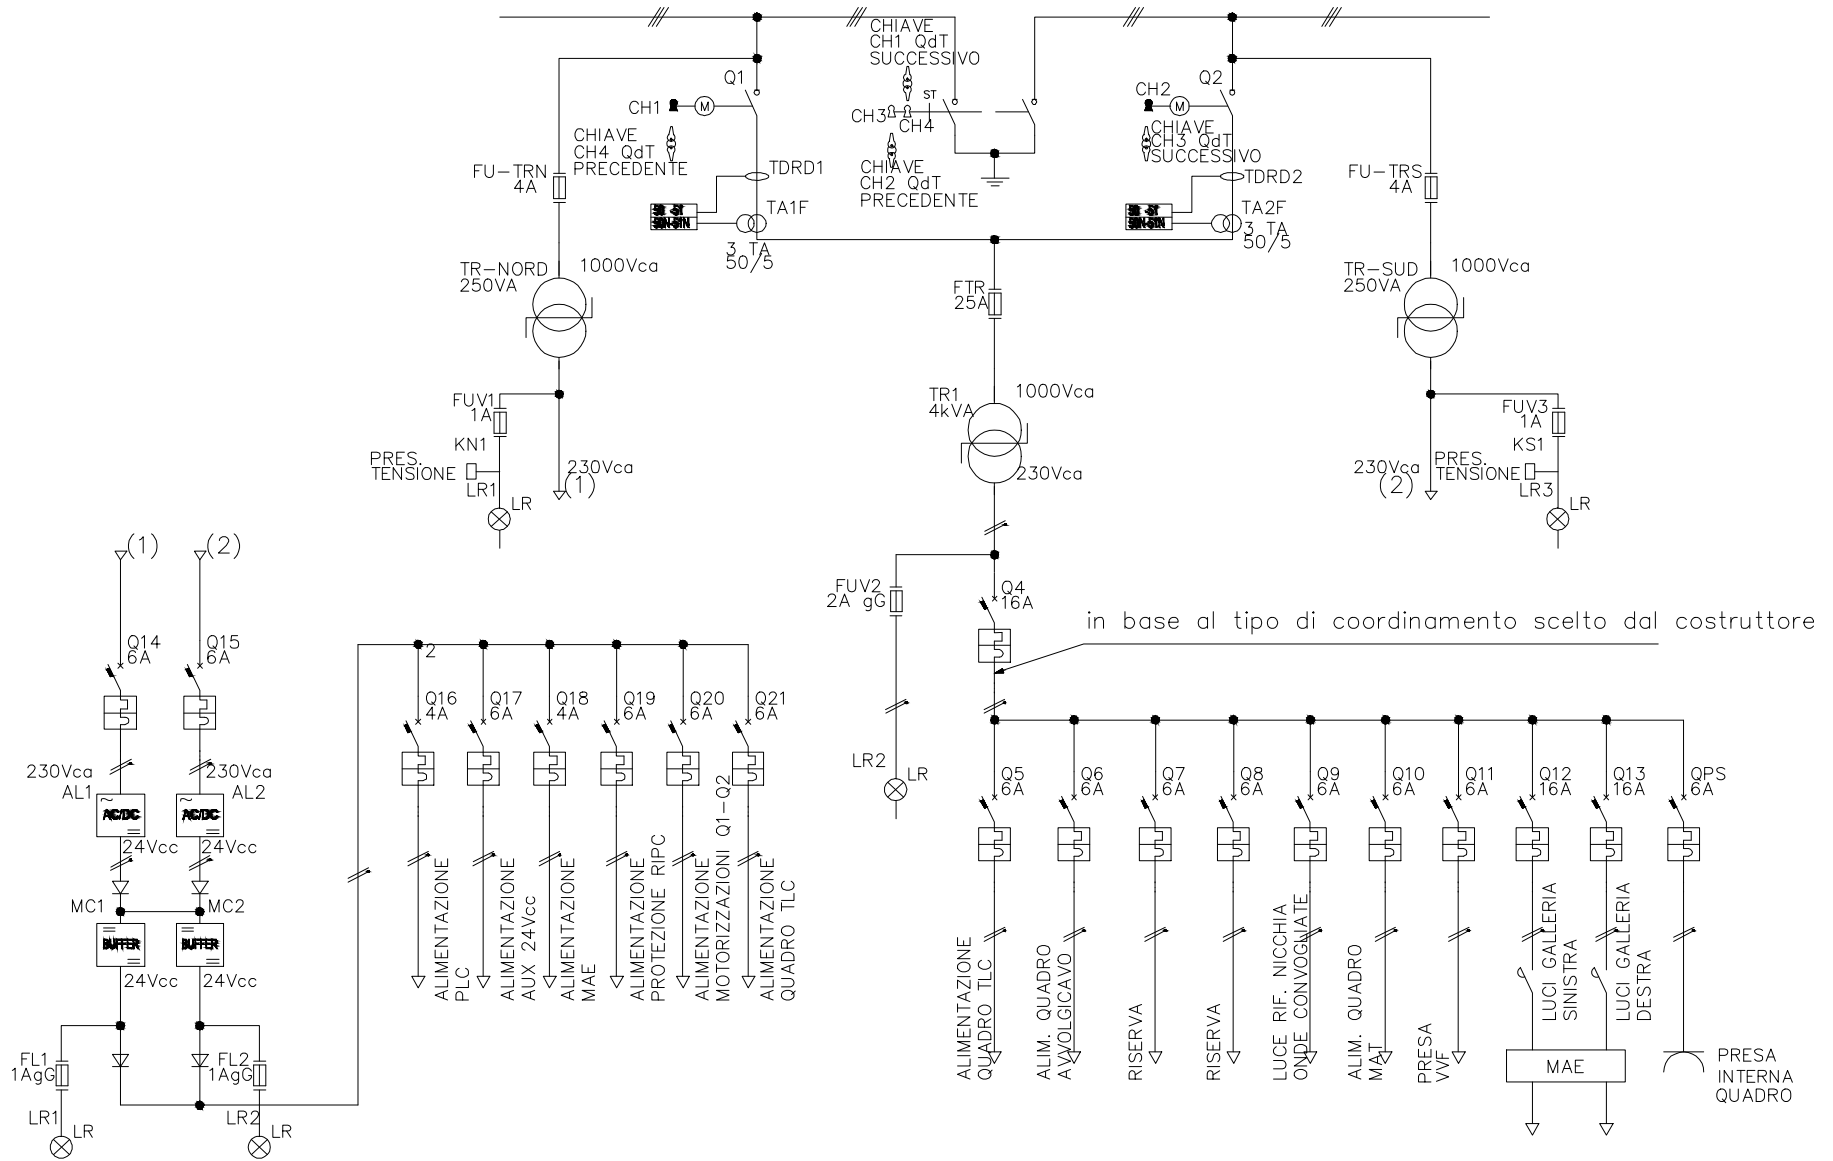 CHIAVE
CH1 QdT
SUCCESSIVO
Q1
CH1
M
CHIAVE
CH4 QdT
PRECEDENTE
ST
CH3
CH4
CHIAVE
CH2 QdT
PRECEDENTE
Q2
CH2
M
CHIAVE
CH3 QdT
SUCCESSIVO
FU-TRN
4A
TDRD1
TA1F
3 TA
50/5
TDRD2
TA2F
3 TA
50/5
FU-TRS
4A
TR-NORD
250VA
1000Vca
FTR
25A
TR-SUD
250VA
1000Vca
FUV1
1A
KN1
PRES.
TENSIONE
LR1
LR
230Vca
(1)
TR1
4kVA
1000Vca
230Vca
FUV3
1A
KS1
PRES.
TENSIONE
LR3
LR
230Vca
(2)
FUV2
2A gG
LR2
LR
Q4
16A
in base al tipo di coordinamento scelto dal costruttore
(1)
(2)
Q14
6A
Q15
6A
230Vca
AL1
AC/DC
24Vcc
230Vca
AL2
AC/DC
24Vcc
MC1
BUFFER
24Vcc
MC2
BUFFER
24Vcc
FL1
1AgG
LR1
LR
FL2
1AgG
LR2
LR
2
Q16
4A
Q17
6A
Q18
4A
Q19
6A
Q20
6A
Q21
6A
ALIMENTAZIONE
PLC
ALIMENTAZIONE
AUX 24Vcc
ALIMENTAZIONE
MAE
ALIMENTAZIONE
PROTEZIONE RIPC
ALIMENTAZIONE
MOTORIZZAZIONI Q1-Q2
ALIMENTAZIONE
QUADRO TLC
Q5
6A
Q6
6A
Q7
6A
Q8
6A
Q9
6A
Q10
6A
Q11
6A
Q12
16A
Q13
16A
QPS
6A
ALIMENTAZIONE
QUADRO TLC
ALIM. QUADRO
AVVOLGICAVO
RISERVA
RISERVA
LUCE RIF. NICCHIA
ONDE CONVOGLIATE
ALIM. QUADRO
MAT
PRESA
VVF
LUCI GALLERIA
SINISTRA
LUCI GALLERIA
DESTRA
MAE
PRESA
INTERNA
QUADRO